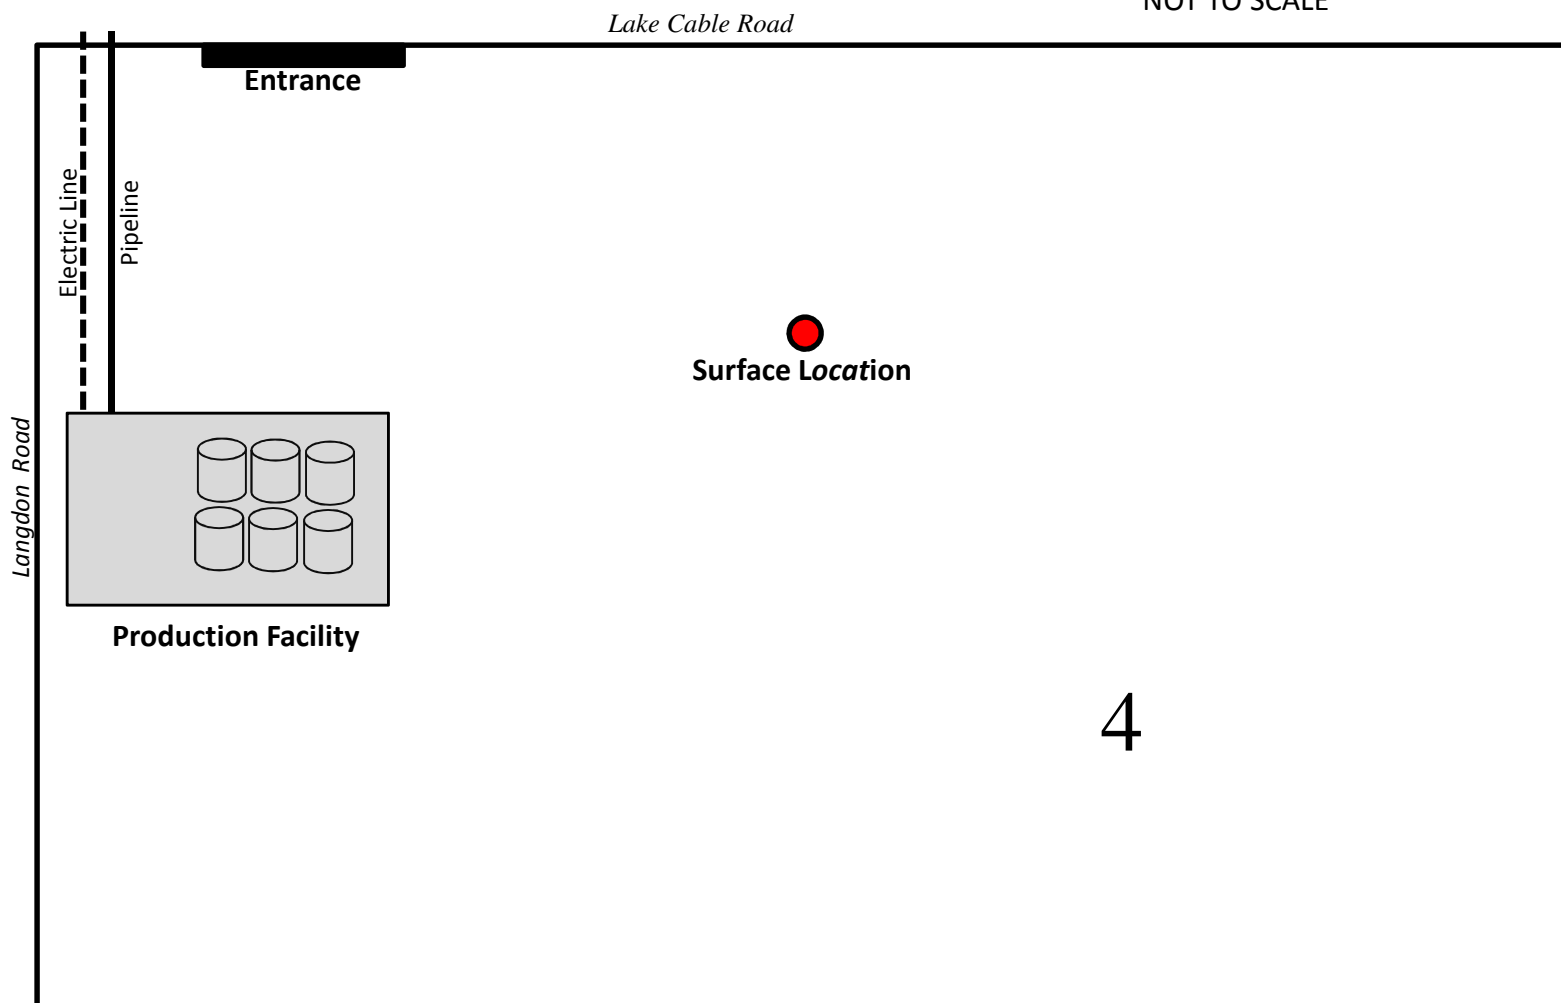 NOT TO SCALE
Lake Cable Road
Entrance
Electric Line
Pipeline
Surface Location
Langdon Road
Production Facility
4